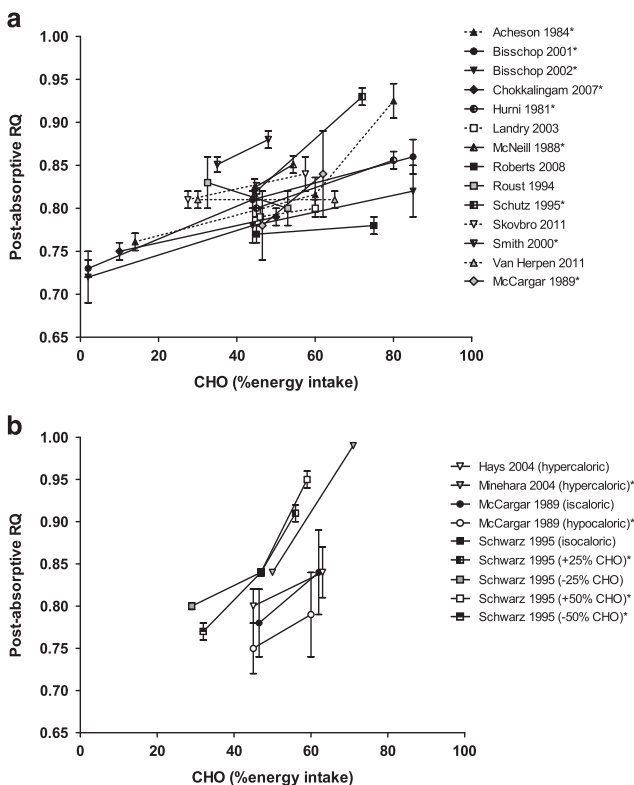 a
1.00
0.95
0.90
0.85
0.80
0.75
0.70
0.65
Post-absorptive RQ
0 20 40 60 80 100
CHO (%energy intake)
Acheson 1984*
Bisschop 2001*
Bisschop 2002*
Chokkalingam 2007*
Hurni 1981*
Landry 2003
McNeill 1988*
Roberts 2008
Roust 1994
Schutz 1995*
Skovbro 2011
Smith 2000*
Van Herpen 2011
McCargar 1989*
b
1.00
0.95
0.90
0.85
0.80
0.75
0.70
0.65
Post-absorptive RQ
0 20 40 60 80 100
CHO (%energy intake)
Hays 2004 (hypercaloric)
Minehara 2004 (hypercaloric)*
McCargar 1989 (iscaloric)
McCargar 1989 (hypocaloric)*
Schwarz 1995 (isocaloric)
Schwarz 1995 (+25% CHO)*
Schwarz 1995 (-25% CHO)
Schwarz 1995 (+50% CHO)*
Schwarz 1995 (-50% CHO)*